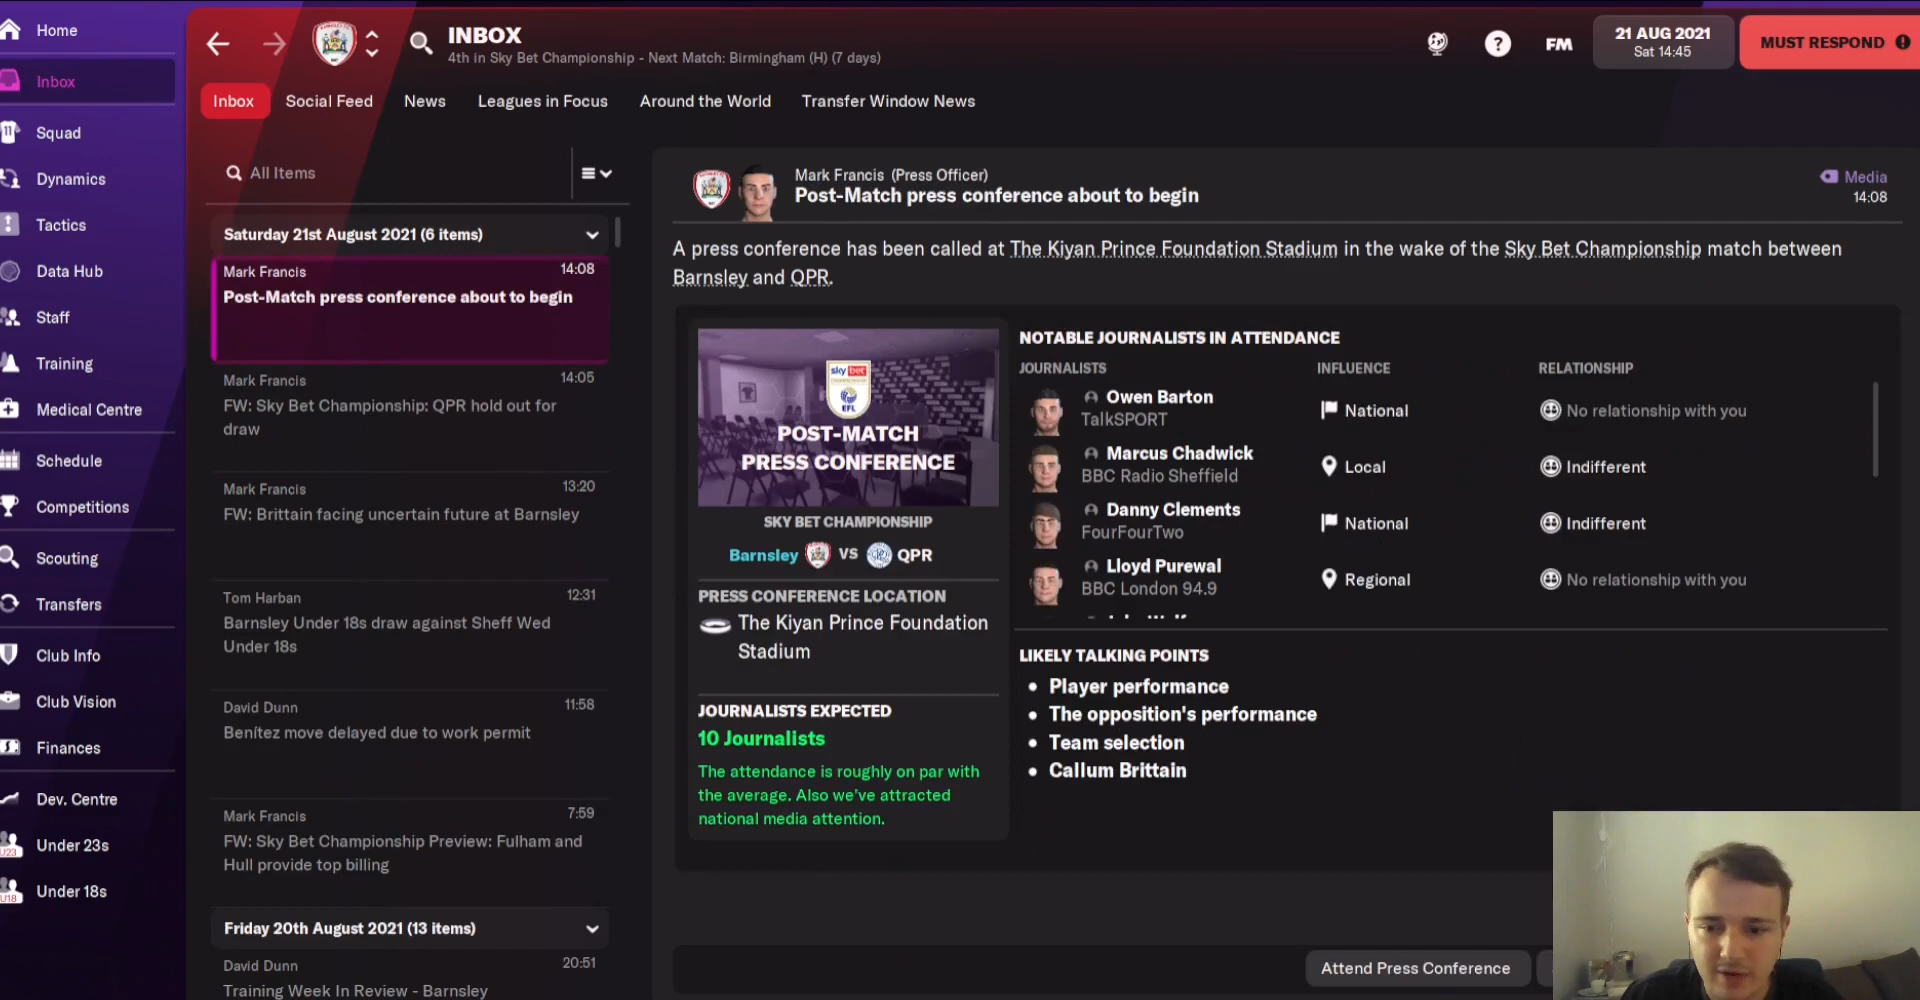 Home
Inbox
Squad
Dynamics
Tactics
Data Hub
Staff
Training
Medical Centre
Schedule
Competitions
Scouting
Transfers
Club Info
Club Vision
Finances
Dev. Centre
U23
Under 23s
U18
Under 18s
INBOX
4th in Sky Bet Championship - Next Match: Birmingham (H) (7 days)
?
FM
21 AUG 2021
Sat 14:45
MUST RESPOND
Inbox
Social Feed
News
Leagues in Focus
Around the World
Transfer Window News
All Items
Saturday 21st August 2021 (6 items)
Mark Francis
14:08
Post-Match press conference about to begin
Mark Francis
14:05
FW: Sky Bet Championship: QPR hold out for
draw
Mark Francis
13:20
FW: Brittain facing uncertain future at Barnsley
Tom Harban
12:31
Barnsley Under 18s draw against Sheff Wed
Under 18s
David Dunn
11:58
Benítez move delayed due to work permit
Mark Francis
7:59
FW: Sky Bet Championship Preview: Fulham and
Hull provide top billing
Friday 20th August 2021 (13 items)
David Dunn
20:51
Training Week In Review - Barnsley
Mark Francis (Press Officer)
Post-Match press conference about to begin
Media
14:08
A press conference has been called at The Kiyan Prince Foundation Stadium in the wake of the Sky Bet Championship match between
Barnsley and QPR.
sky bet
CHAMPIONSHIP
EFL
POST-MATCH
PRESS CONFERENCE
SKY BET CHAMPIONSHIP
Barnsley VS QPR
PRESS CONFERENCE LOCATION
The Kiyan Prince Foundation
Stadium
JOURNALISTS EXPECTED
10 Journalists
The attendance is roughly on par with
the average. Also we've attracted
national media attention.
NOTABLE JOURNALISTS IN ATTENDANCE
JOURNALISTS
INFLUENCE
RELATIONSHIP
Owen Barton
TalkSPORT
National
No relationship with you
Marcus Chadwick
BBC Radio Sheffield
Local
Indifferent
Danny Clements
FourFourTwo
National
Indifferent
Lloyd Purewal
BBC London 94.9
Regional
No relationship with you
LIKELY TALKING POINTS
Player performance
The opposition's performance
Team selection
Callum Brittain
Attend Press Conference